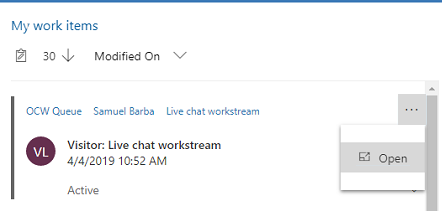 My work items
30 Modified On
OCW Queue Samuel Barba Live chat workstream ...
VL Visitor: Live chat workstream
4/4/2019 10:52 AM
Open
Active